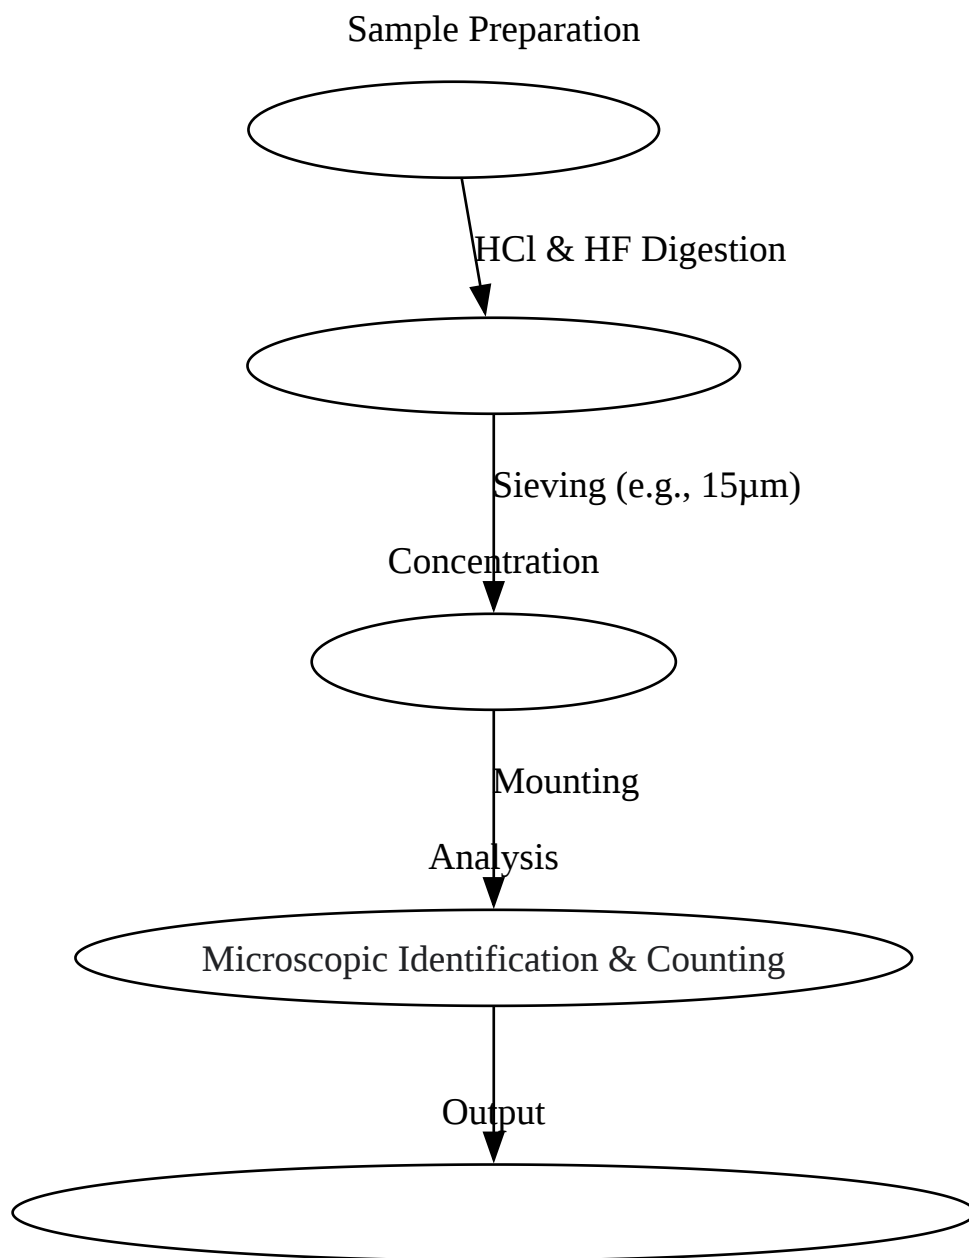 Sample Preparation
HCl & HF Digestion
Sieving (e.g., 15µm)
Concentration
Mounting
Analysis
Microscopic Identification & Counting
Output